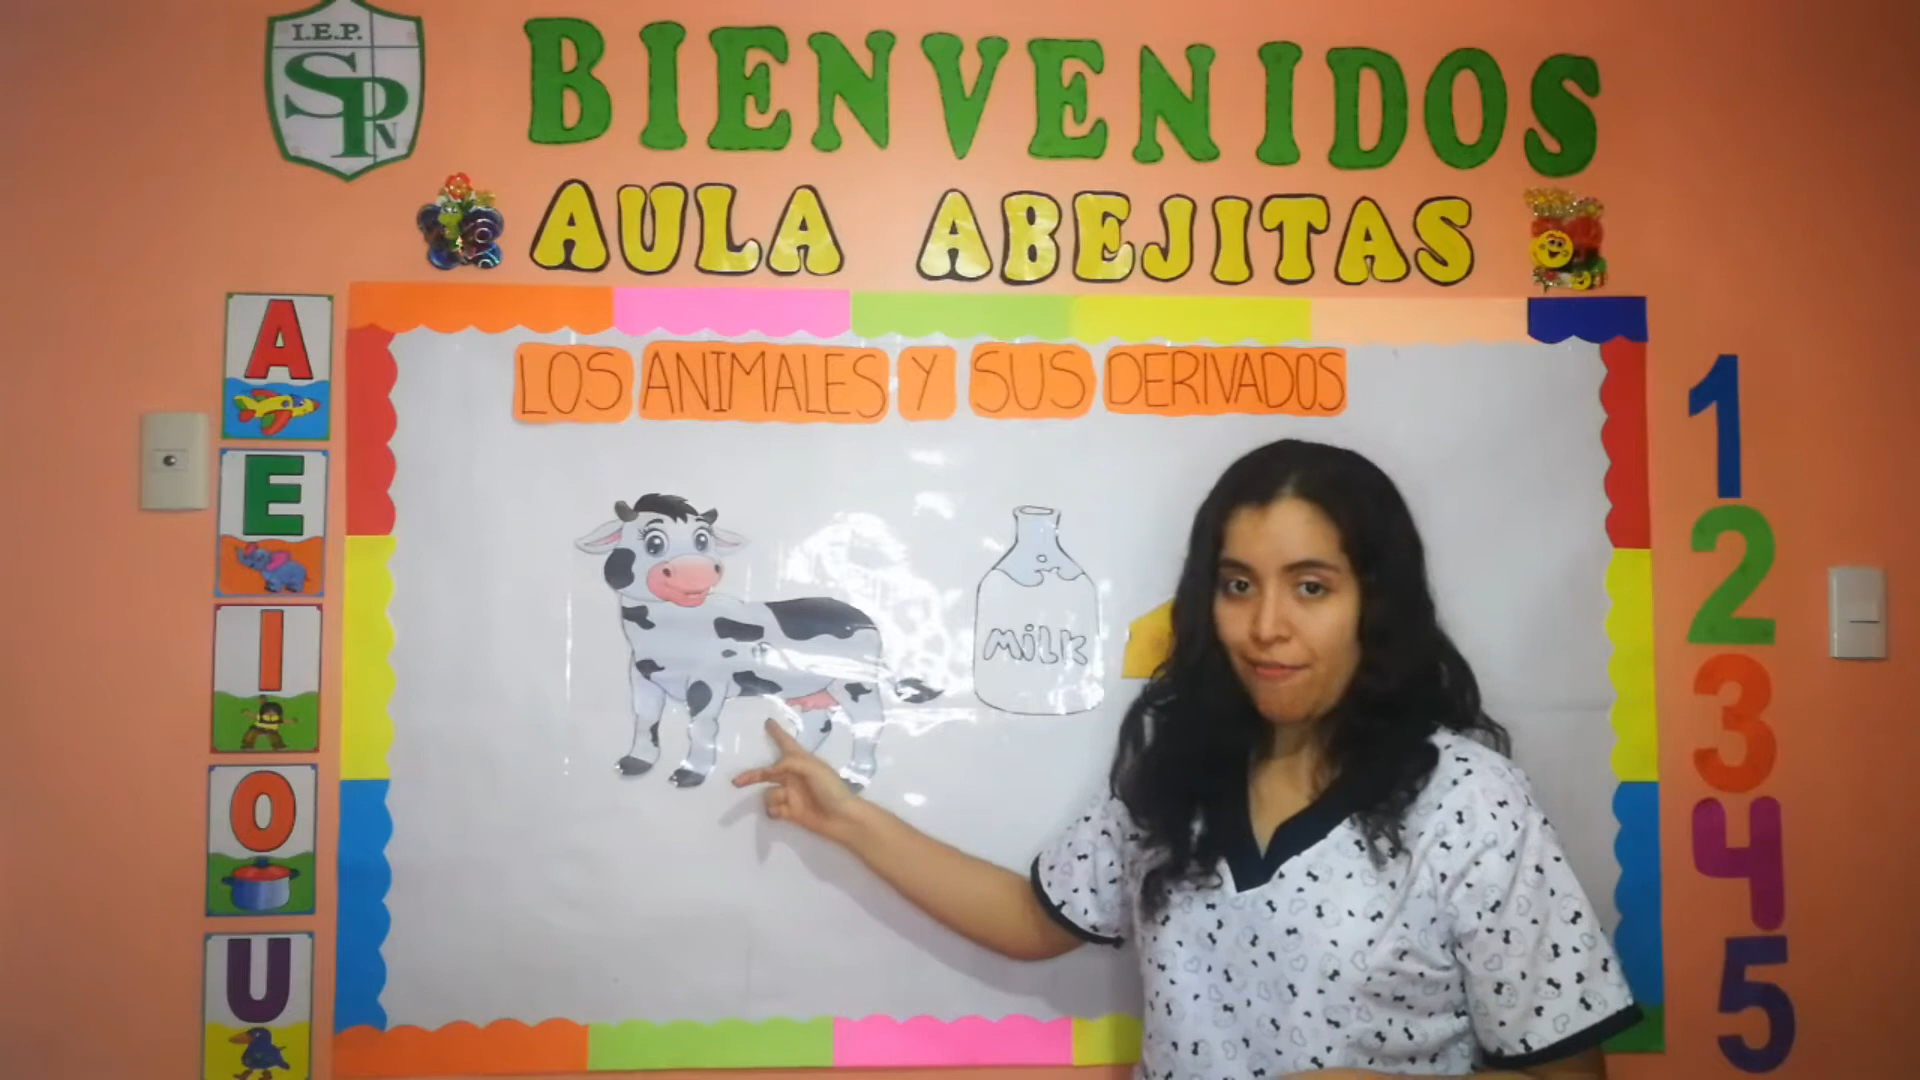 I.E.P.
SPN
BIENVENIDOS
AULA ABEJITAS
LOS ANIMALES Y SUS DERIVADOS
MiLK
A
E
I
O
U
1
2
3
4
5